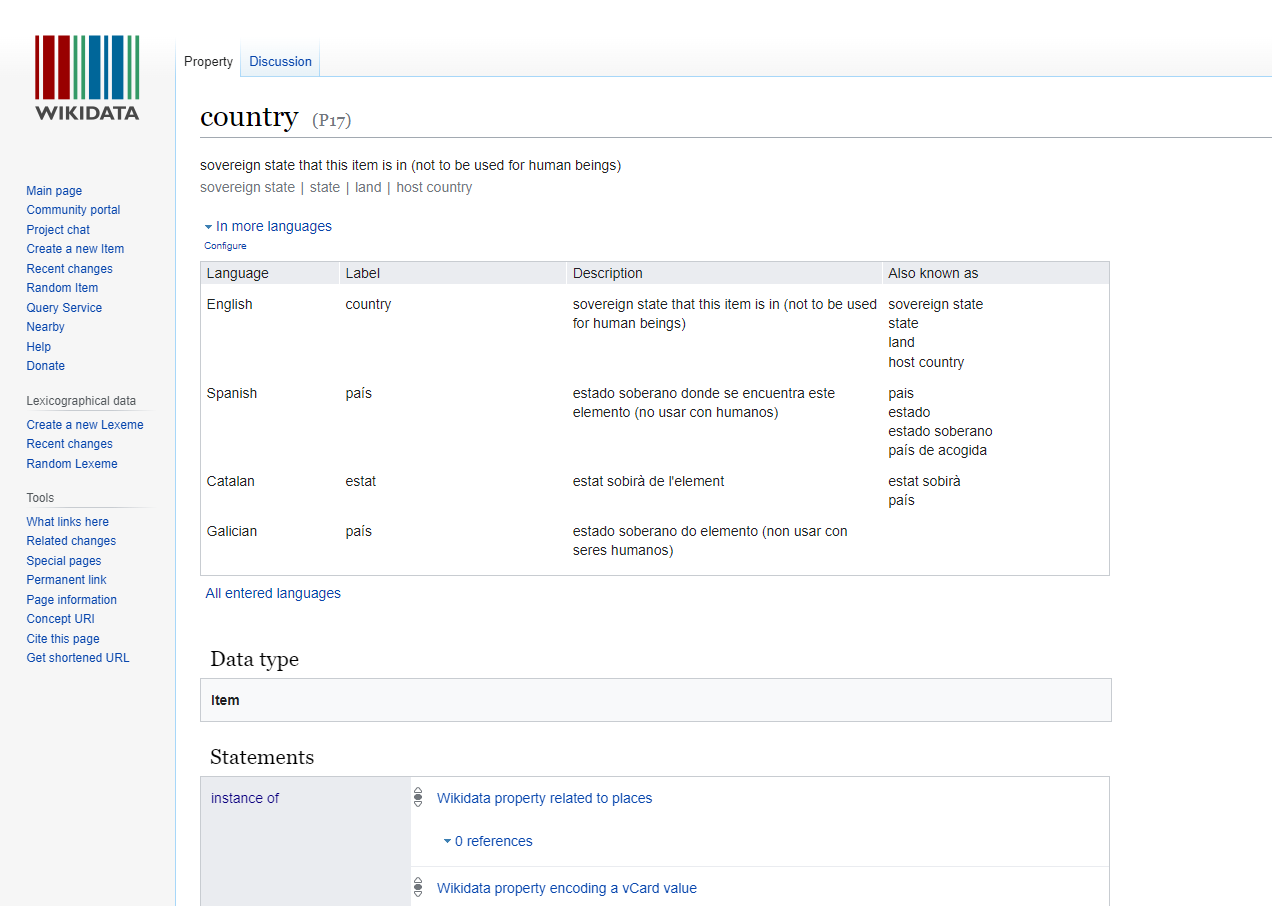 WIKIDATA
Property Discussion
country (P17)
sovereign state that this item is in (not to be used for human beings)
sovereign state | state | land | host country
In more languages
Configure
Language Label Description Also known as
English country sovereign state that this item is in (not to be used sovereign state
for human beings) state
land
host country
Spanish país estado soberano donde se encuentra este pais
elemento (no usar con humanos) estado
estado soberano
país de acogida
Catalan estat estat sobirà de l'element estat sobirà
país
Galician país estado soberano do elemento (non usar con
seres humanos)
All entered languages
Data type
Item
Statements
instance of Wikidata property related to places
0 references
Wikidata property encoding a vCard value
Main page
Community portal
Project chat
Create a new Item
Recent changes
Random Item
Query Service
Nearby
Help
Donate
Lexicographical data
Create a new Lexeme
Recent changes
Random Lexeme
Tools
What links here
Related changes
Special pages
Permanent link
Page information
Concept URI
Cite this page
Get shortened URL